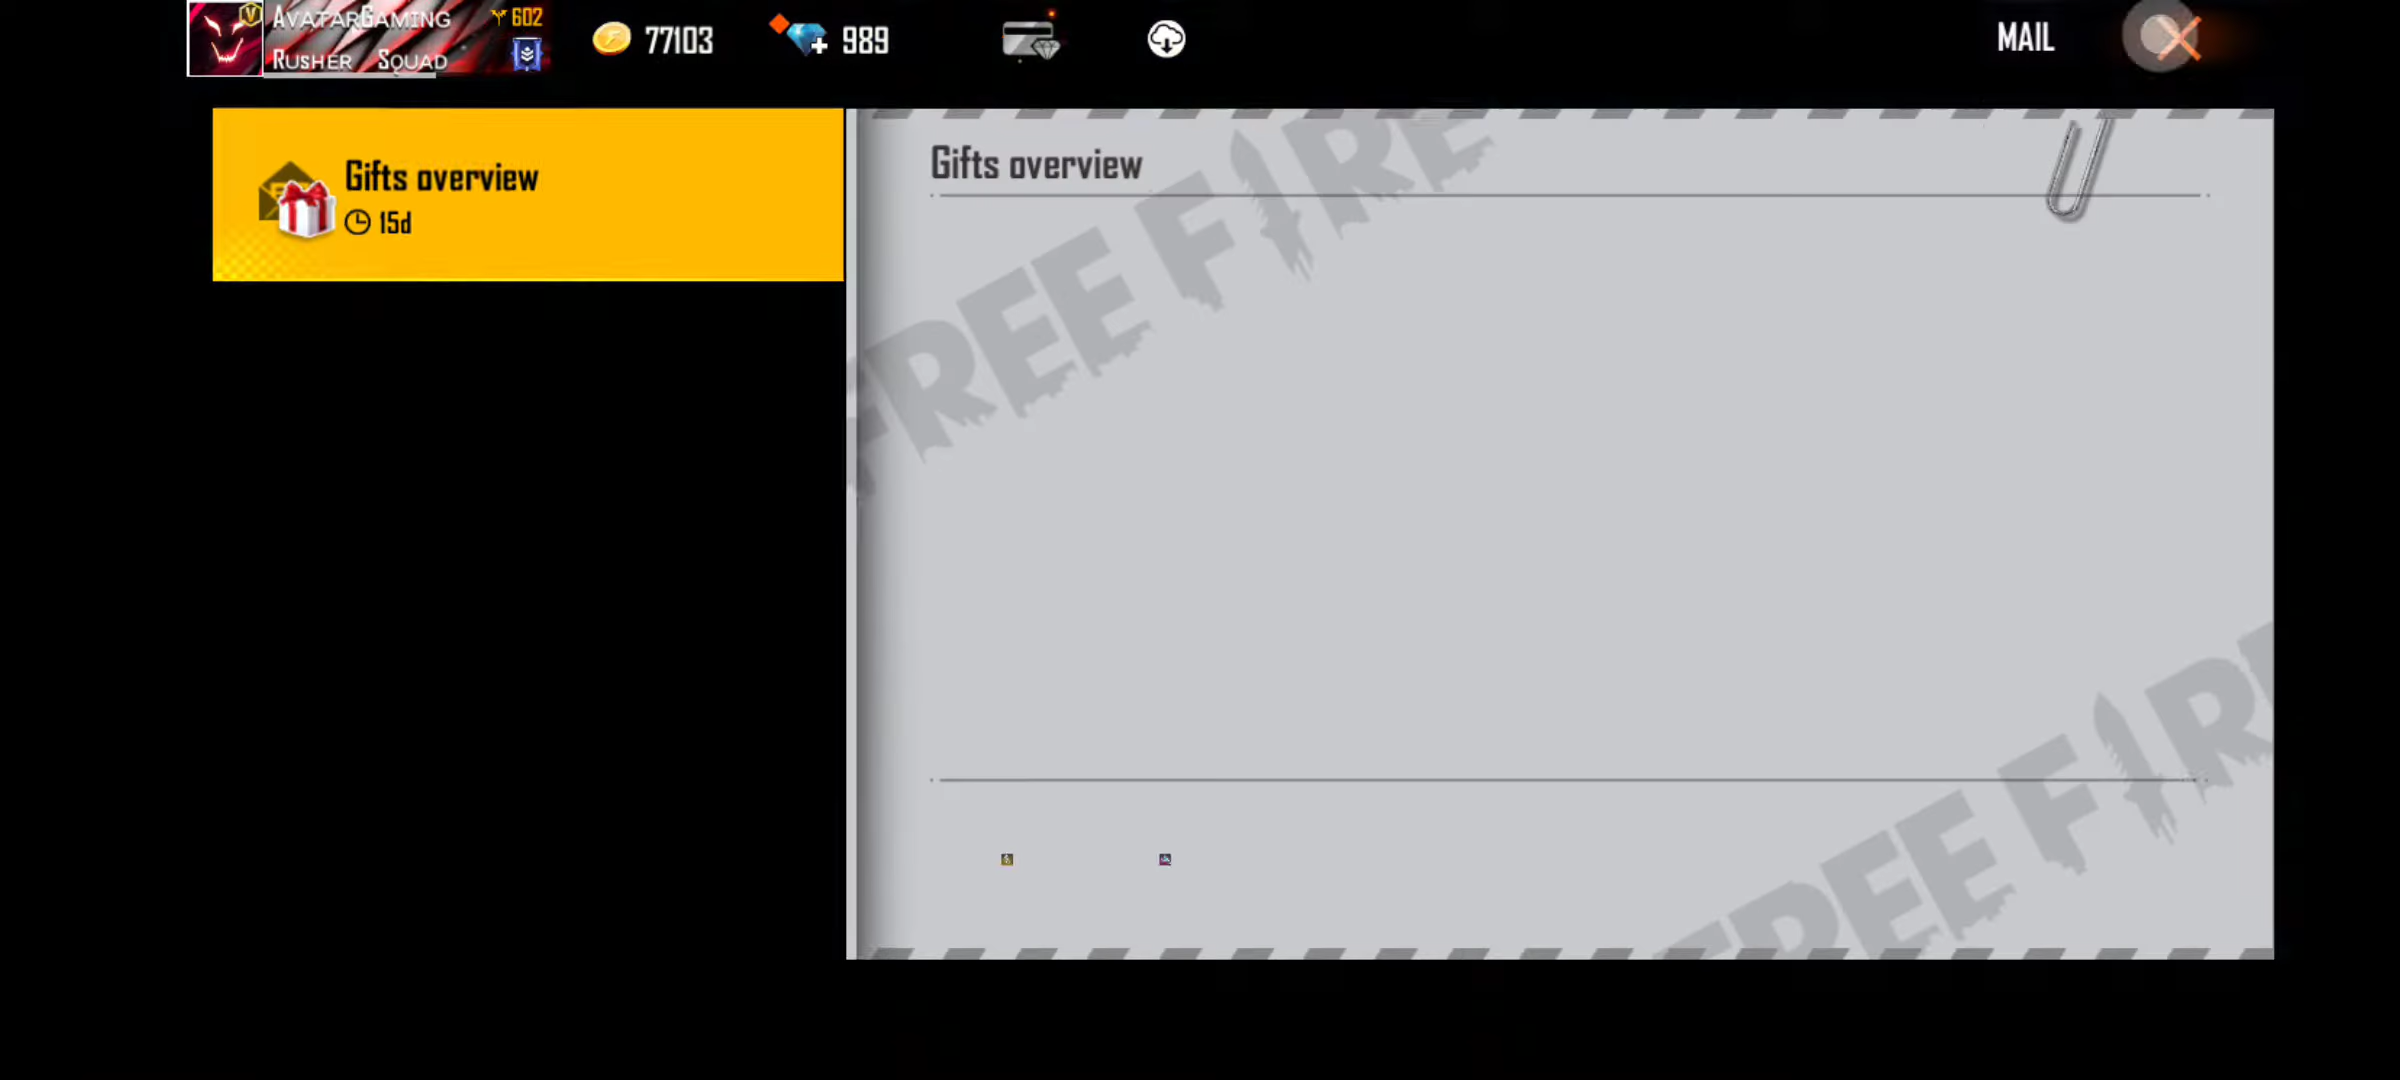 AVATARGAMING
602
RUSHER SQUAD
77103
989
MAIL
Gifts overview
15d
Gifts overview
FREE FIRE
FREE FIRE